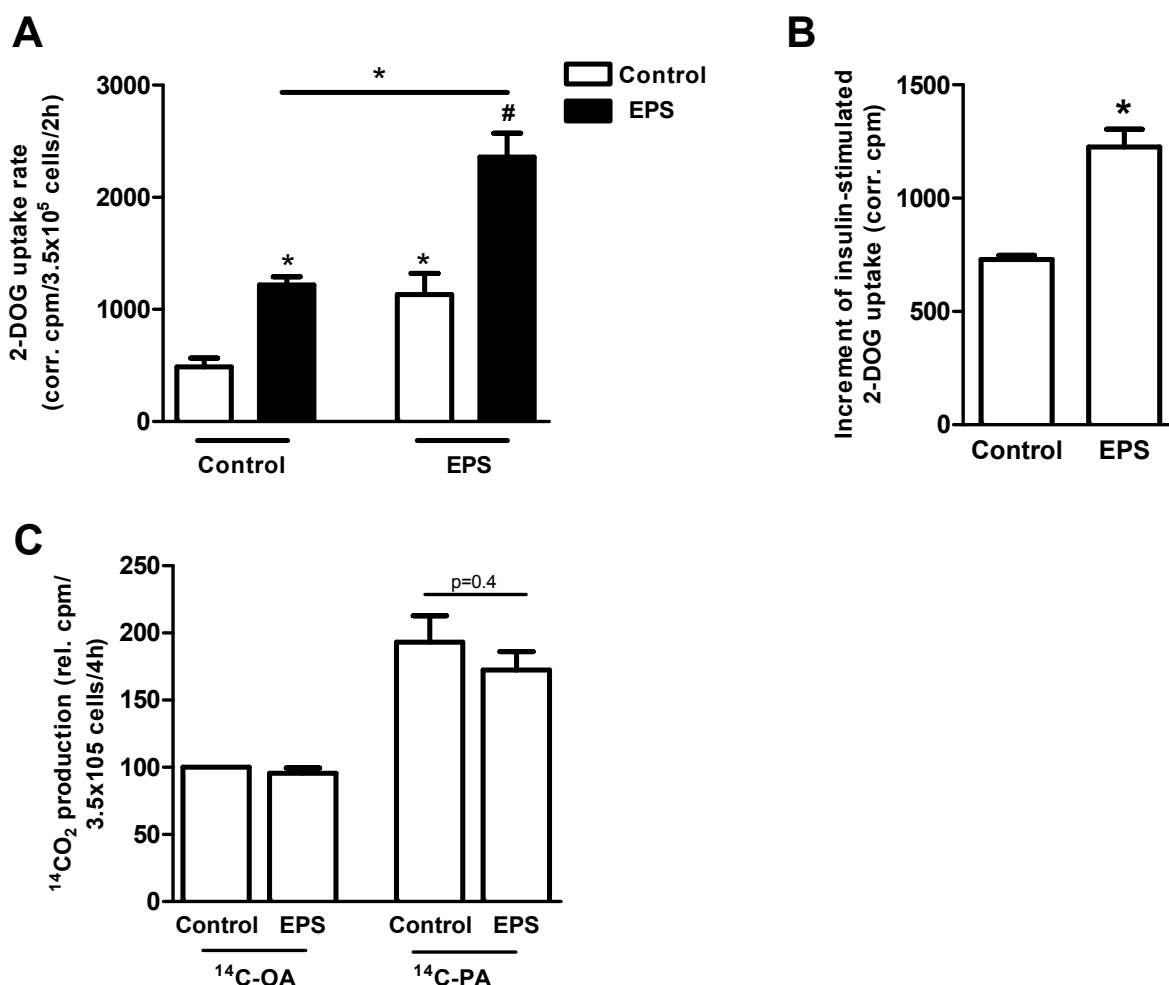 A
2-DOG uptake rate
(corr. cpm/3.5x10⁵ cells/2h)
3000
2000
1000
0
*
*
*
#
Control
EPS
Control
EPS
B
Increment of insulin-stimulated
2-DOG uptake (corr. cpm)
1500
1000
500
0
*
Control
EPS
C
¹⁴CO₂ production (rel. cpm/
3.5x105 cells/4h)
250
200
150
100
50
0
p=0.4
Control
EPS
Control
EPS
¹⁴C-OA
¹⁴C-PA